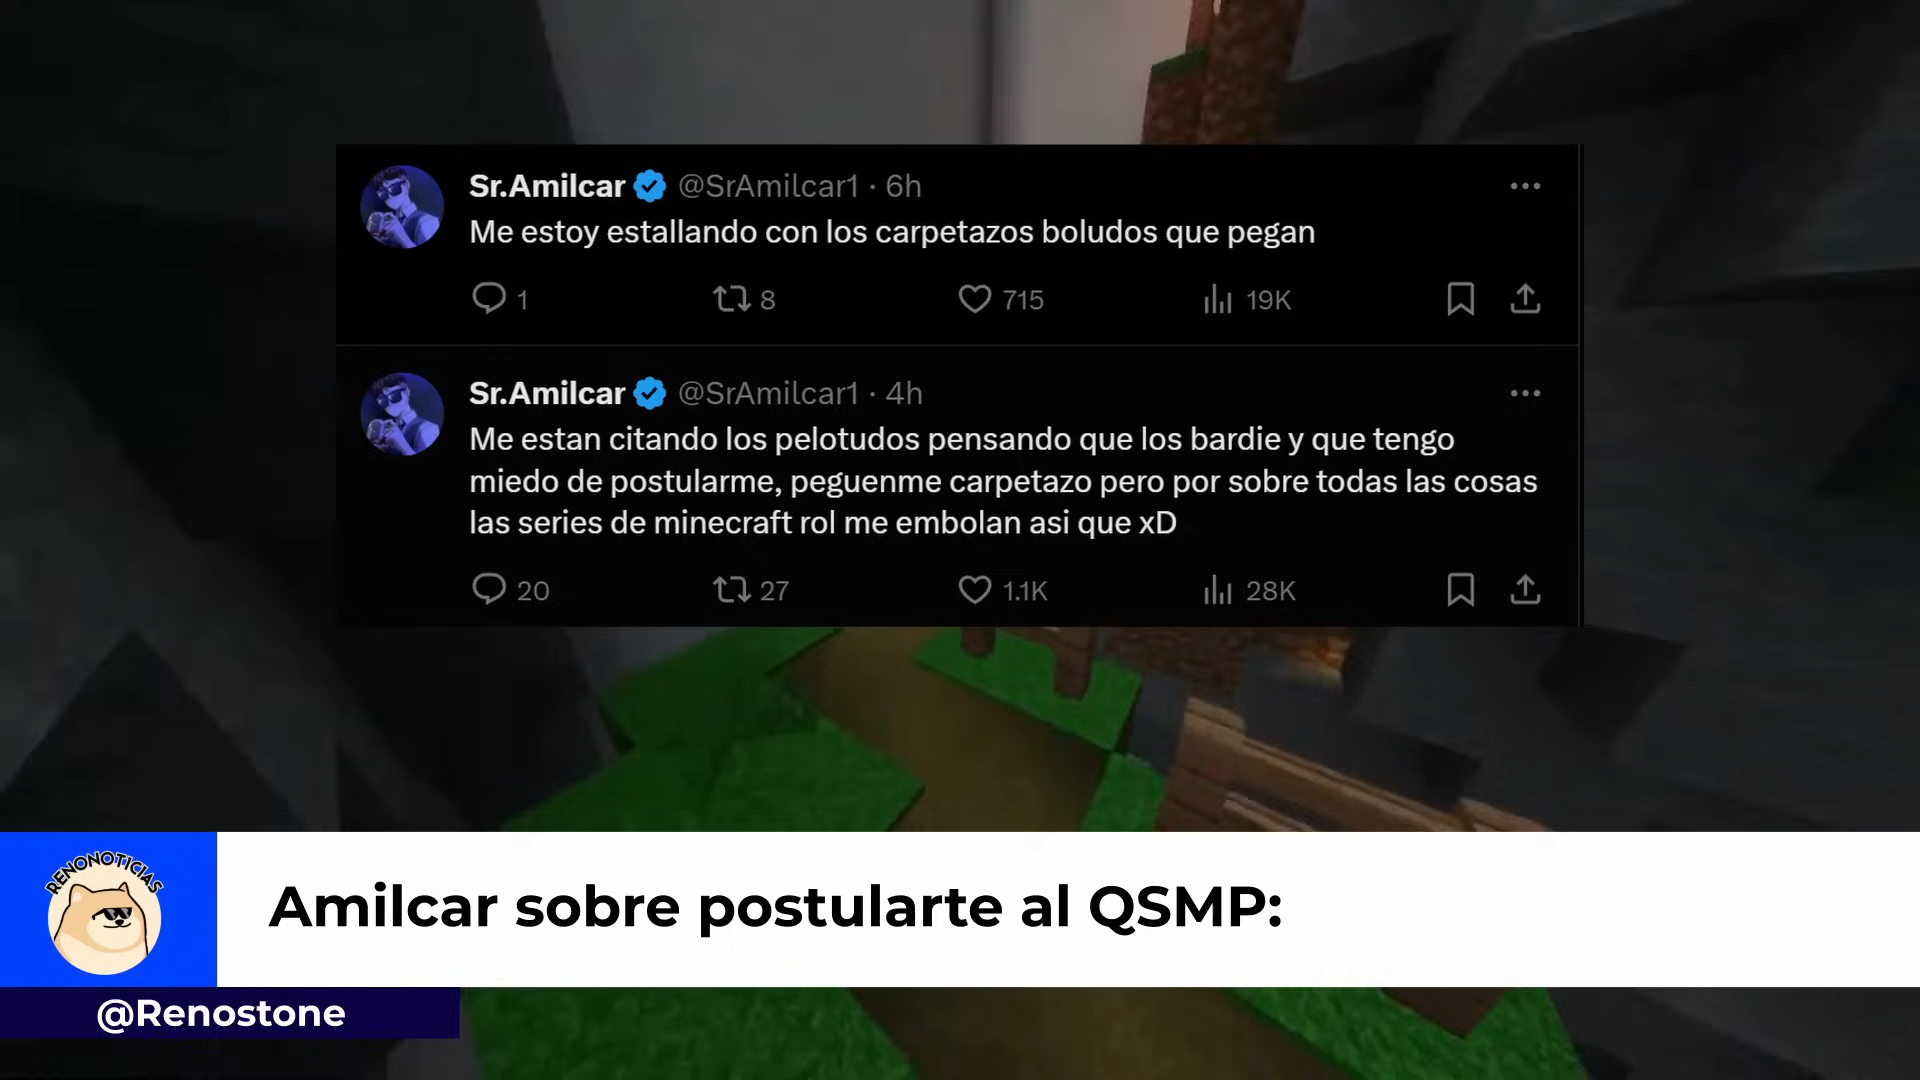 Sr.Amilcar @SrAmilcar1 · 6h
Me estoy estallando con los carpetazos boludos que pegan
1 8 715 19K
Sr.Amilcar @SrAmilcar1 · 4h
Me estan citando los pelotudos pensando que los bardie y que tengo
miedo de postularme, peguenme carpetazo pero por sobre todas las cosas
las series de minecraft rol me embolan asi que xD
20 27 1.1K 28K
RENONOTICIAS
Amilcar sobre postularte al QSMP:
@Renostone